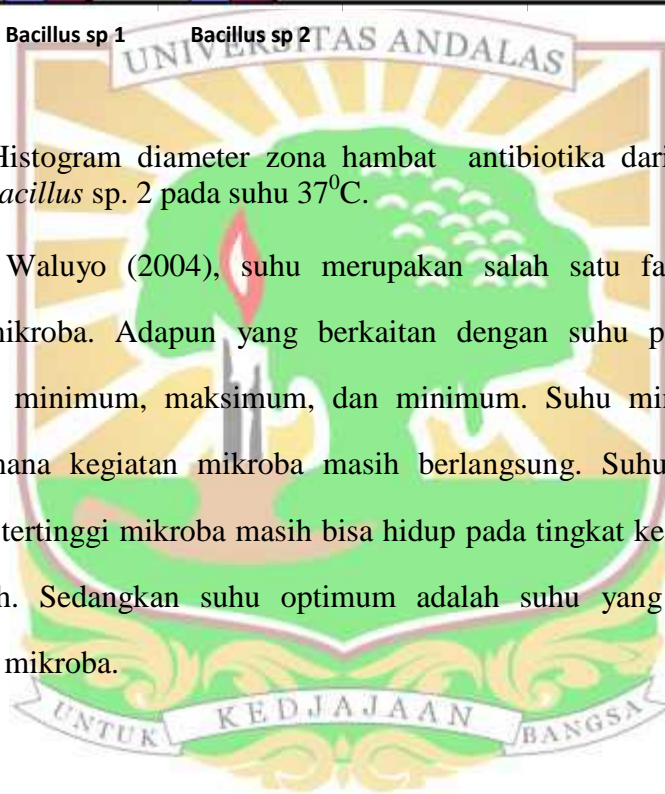 Bacillus sp 1 Bacillus sp 2
UNIVERSITAS ANDALAS
Histogram diameter zona hambat antibiotika dari
acillus sp. 2 pada suhu 37⁰C.
Waluyo (2004), suhu merupakan salah satu fa
mikroba. Adapun yang berkaitan dengan suhu p
minimum, maksimum, dan minimum. Suhu min
nana kegiatan mikroba masih berlangsung. Suhu
tertinggi mikroba masih bisa hidup pada tingkat ke
h. Sedangkan suhu optimum adalah suhu yang
mikroba.
UNTUK KEDJAJAAN BANGSA